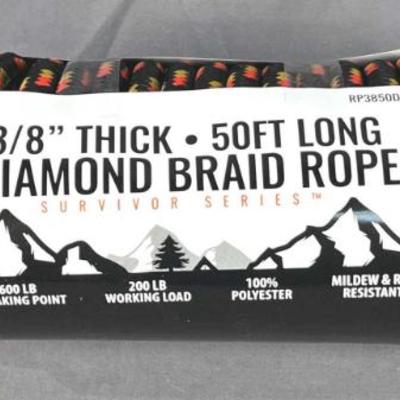 RP3850D
3/8” THICK • 50FT LONG
IAMOND BRAID ROPE
SURVIVOR SERIES™
600 LB
AKING POINT
200 LB
WORKING LOAD
100%
POLYESTER
MILDEW & R
RESISTANT